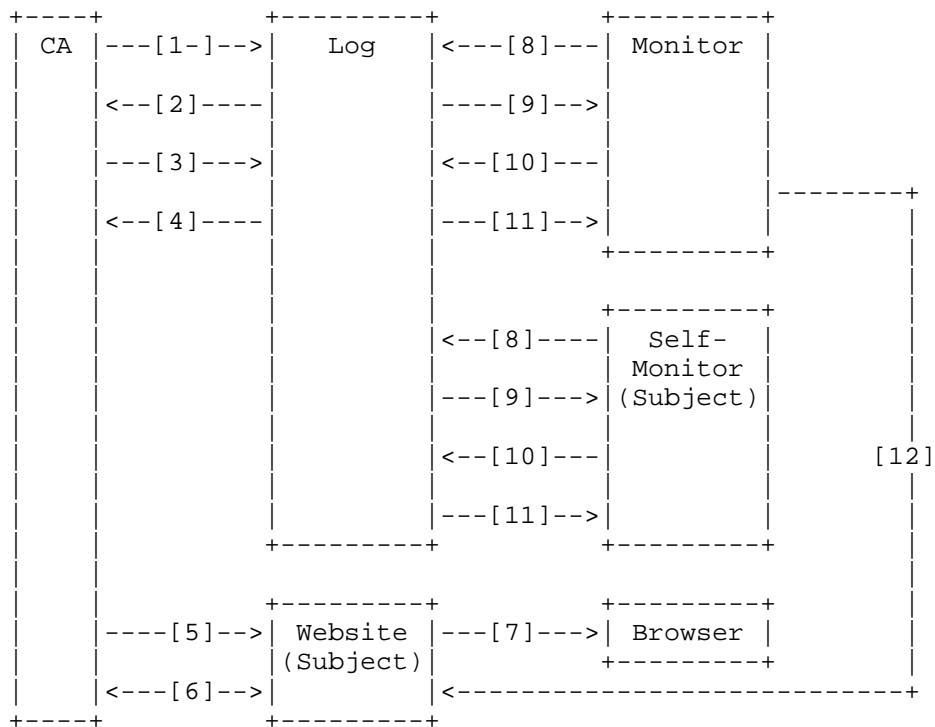 +----+          +---------+          +---------+
| CA |---[1-]-->|   Log   |<---[8]---| Monitor |
|    |          |         |          |         |
|    |<--[2]----|         |----[9]-->|         |
|    |          |         |          |         |
|    |---[3]--->|         |<--[10]---|         |
|    |          |         |          |         |--------+
|    |<--[4]----|         |---[11]-->|         |        |
|    |          |         |          +---------+        |
|    |          |         |                             |
|    |          |         |          +---------+        |
|    |          |         |<--[8]----|  Self-  |        |
|    |          |         |          | Monitor |        |
|    |          |         |---[9]--->|(Subject)|        |
|    |          |         |          |         |        |
|    |          |         |<--[10]---|         |      [12]
|    |          |         |          |         |        |
|    |          |         |---[11]-->|         |        |
|    |          +---------+          +---------+        |
|    |                                                  |
|    |          +---------+          +---------+        |
|    |----[5]-->| Website |---[7]--->| Browser |        |
|    |          |(Subject)|          +---------+        |
|    |<---[6]-->|         |<----------------------------+
+----+          +---------+